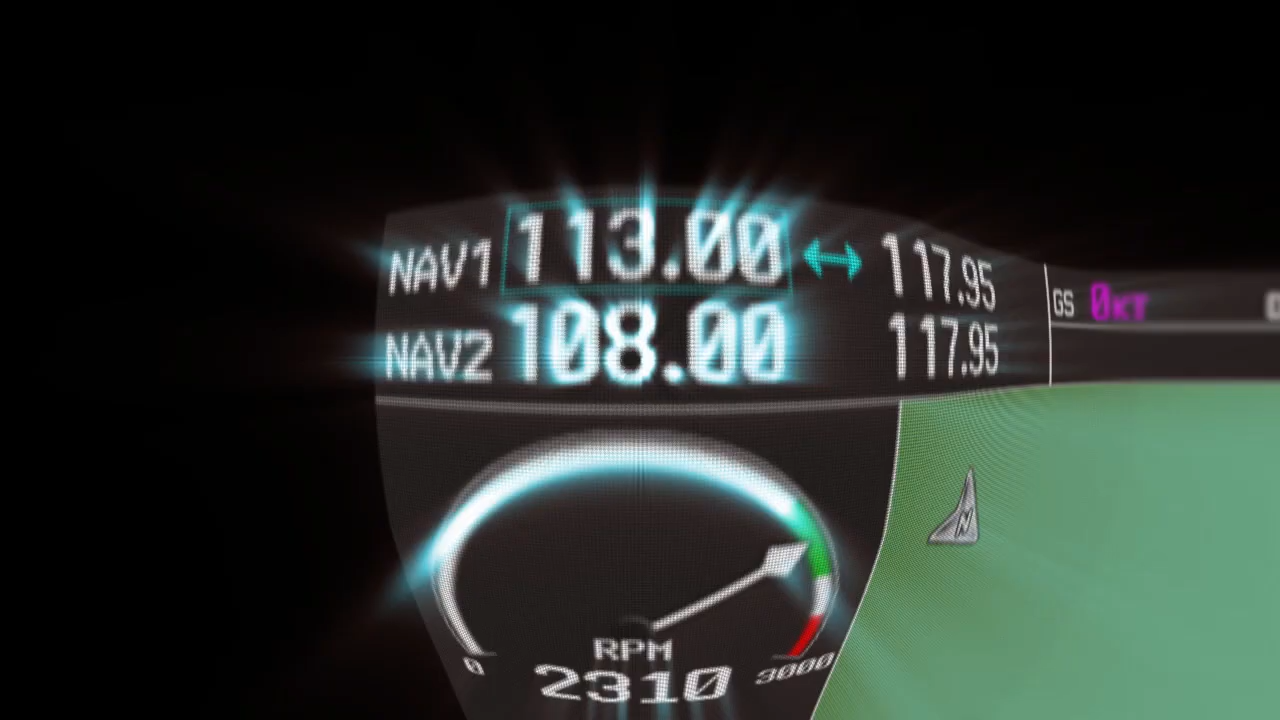 NAV1 113.00 ↔ 117.95
NAV2 108.00 117.95
GS 0KT
N
RPM
0 2310 3000